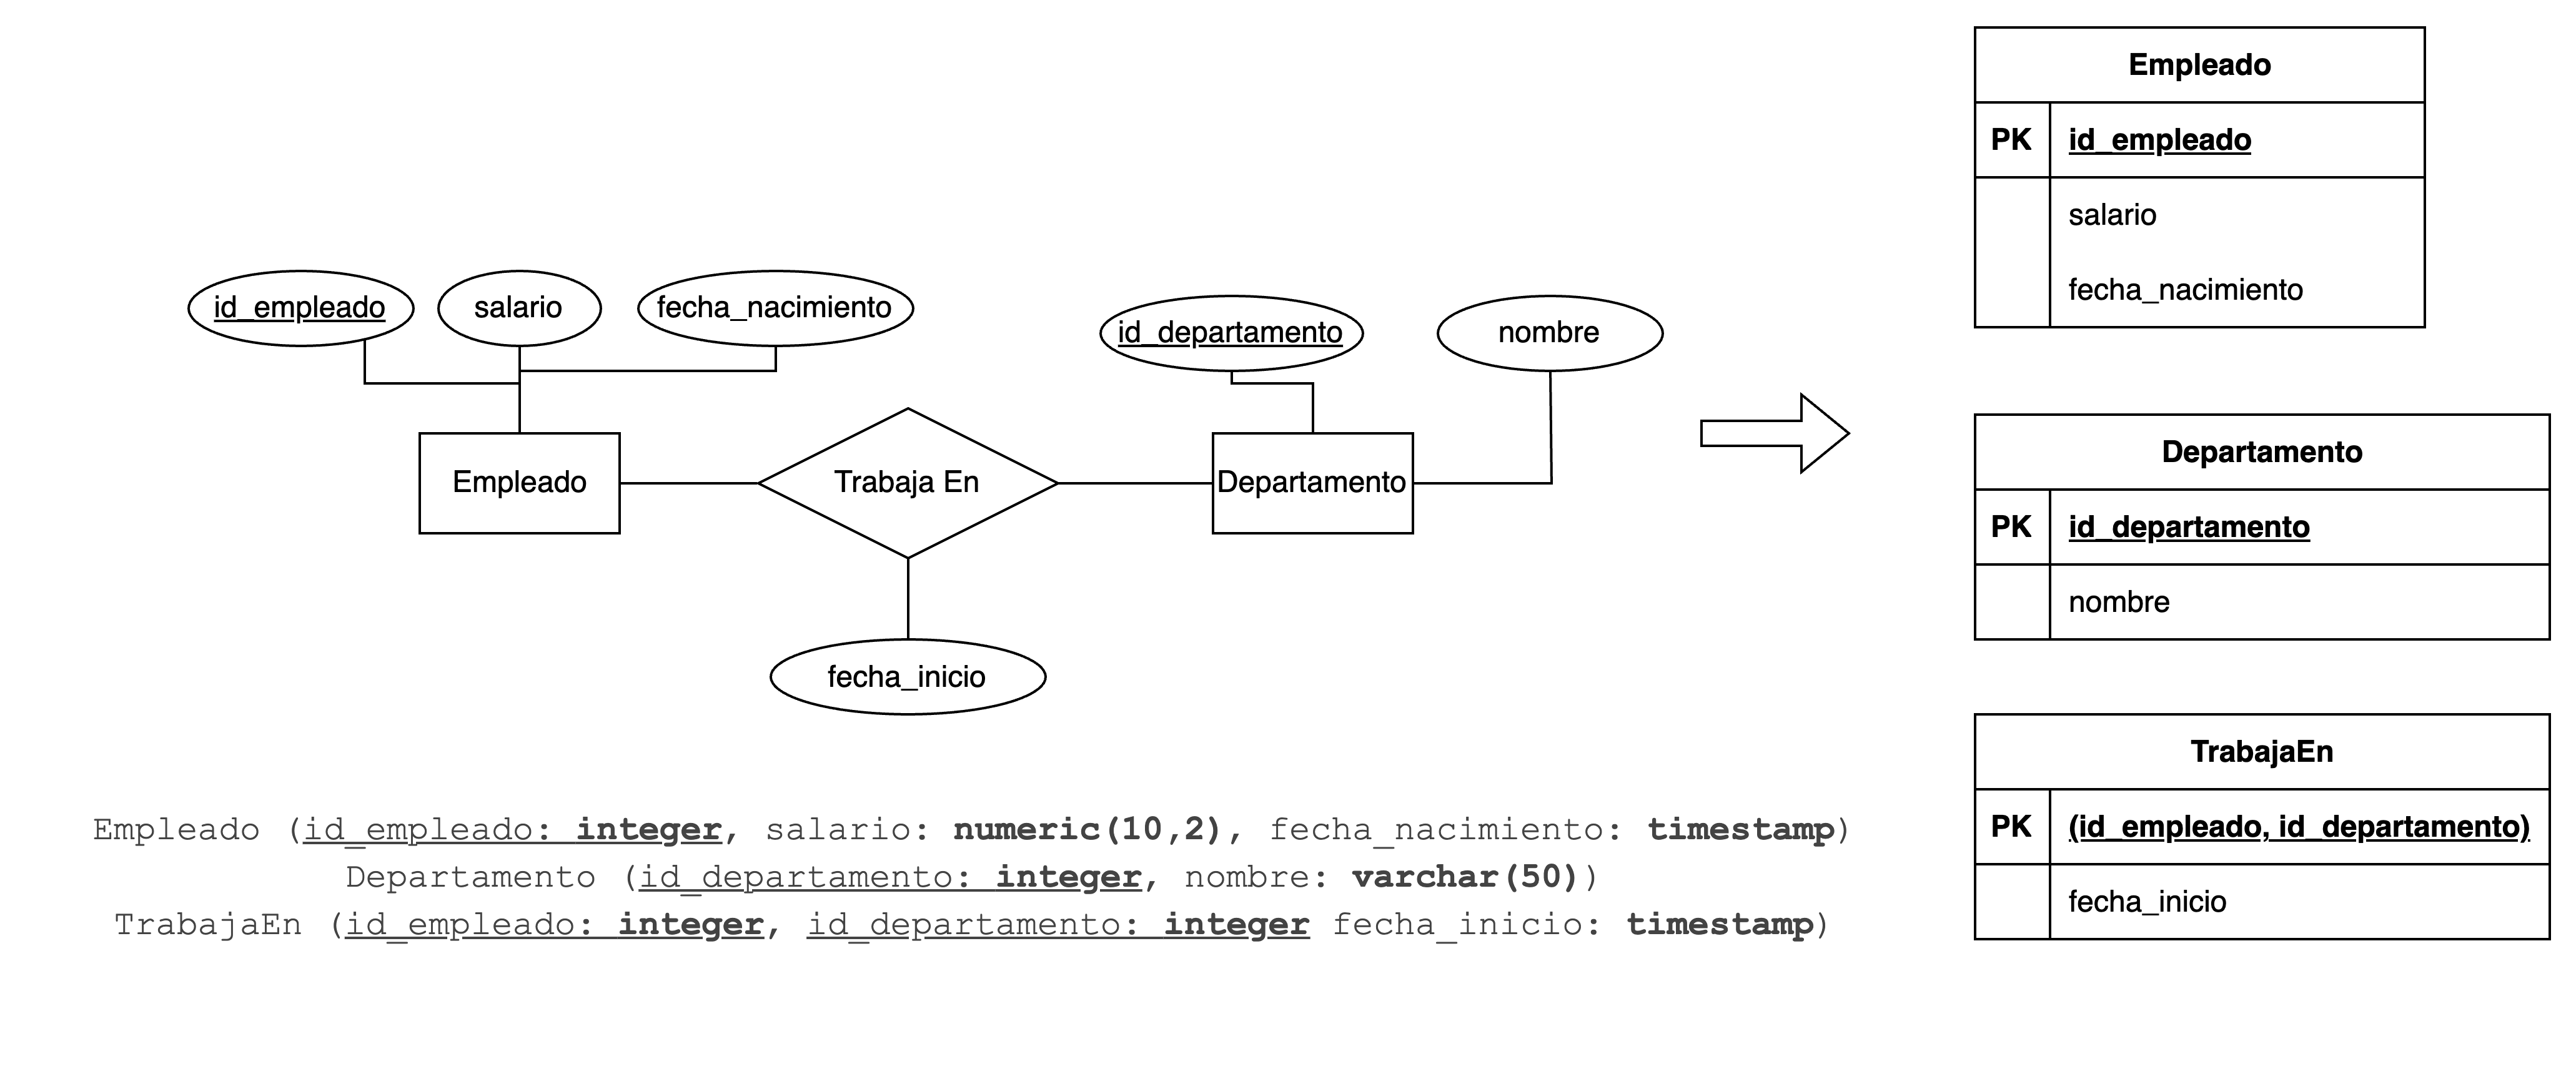 id_empleado
salario
fecha_nacimiento
id_departamento
nombre
Empleado
Trabaja En
Departamento
fecha_inicio
Empleado (id_empleado: integer, salario: numeric(10,2), fecha_nacimiento: timestamp)
Departamento (id_departamento: integer, nombre: varchar(50))
TrabajaEn (id_empleado: integer, id_departamento: integer fecha_inicio: timestamp)
Empleado
PK id_empleado
salario
fecha_nacimiento
Departamento
PK id_departamento
nombre
TrabajaEn
PK (id_empleado, id_departamento)
fecha_inicio